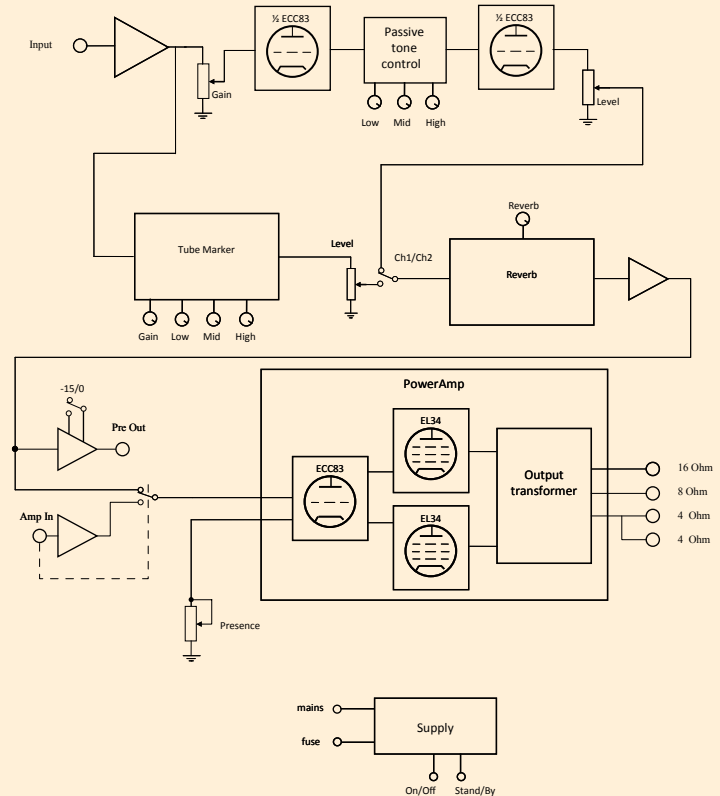 ½ ECC83
½ ECC83
Input
Passive
tone
control
Gain
Level
Low
Mid
High
Reverb
Tube Marker
Level
Ch1/Ch2
Reverb
Gain
Low
Mid
High
PowerAmp
-15/0
Pre Out
EL34
ECC83
Output
transformer
16 Ohm
8 Ohm
4 Ohm
4 Ohm
Amp In
EL34
Presence
mains
Supply
fuse
On/Off
Stand/By